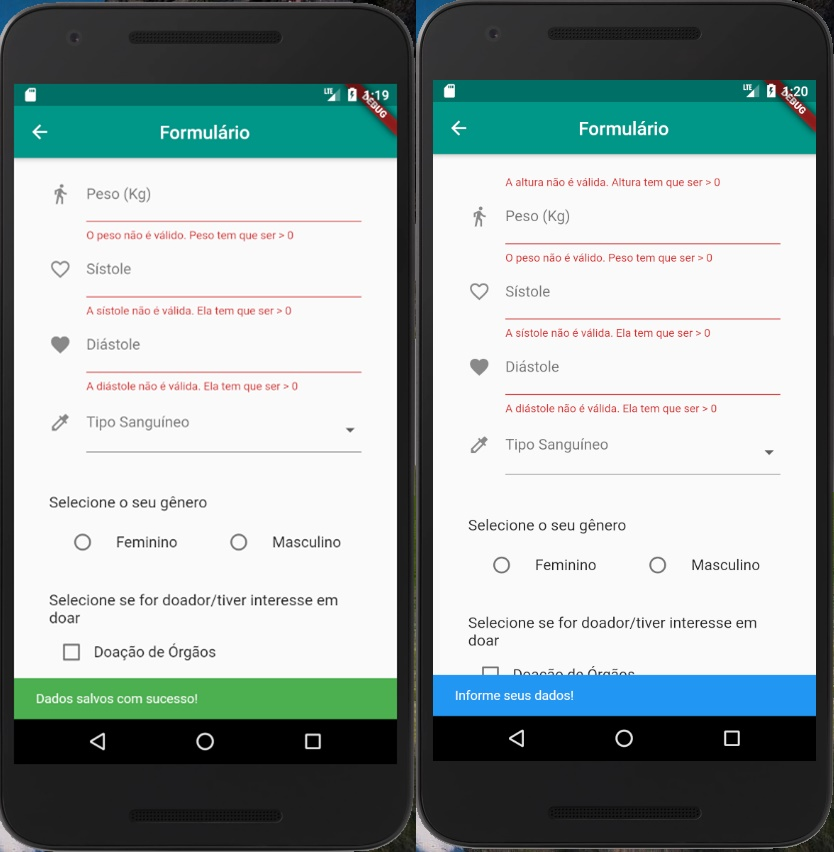 LTE 1:19
DEBUG
Formulário
Peso (Kg)
O peso não é válido. Peso tem que ser > 0
Sístole
A sístole não é válida. Ela tem que ser > 0
Diástole
A diástole não é válida. Ela tem que ser > 0
Tipo Sanguíneo
Selecione o seu gênero
Feminino Masculino
Selecione se for doador/tiver interesse em
doar
Doação de Órgãos
Dados salvos com sucesso!
LTE 1:20
DEBUG
Formulário
A altura não é válida. Altura tem que ser > 0
Peso (Kg)
O peso não é válido. Peso tem que ser > 0
Sístole
A sístole não é válida. Ela tem que ser > 0
Diástole
A diástole não é válida. Ela tem que ser > 0
Tipo Sanguíneo
Selecione o seu gênero
Feminino Masculino
Selecione se for doador/tiver interesse em
doar
Doação de Órgãos
Informe seus dados!